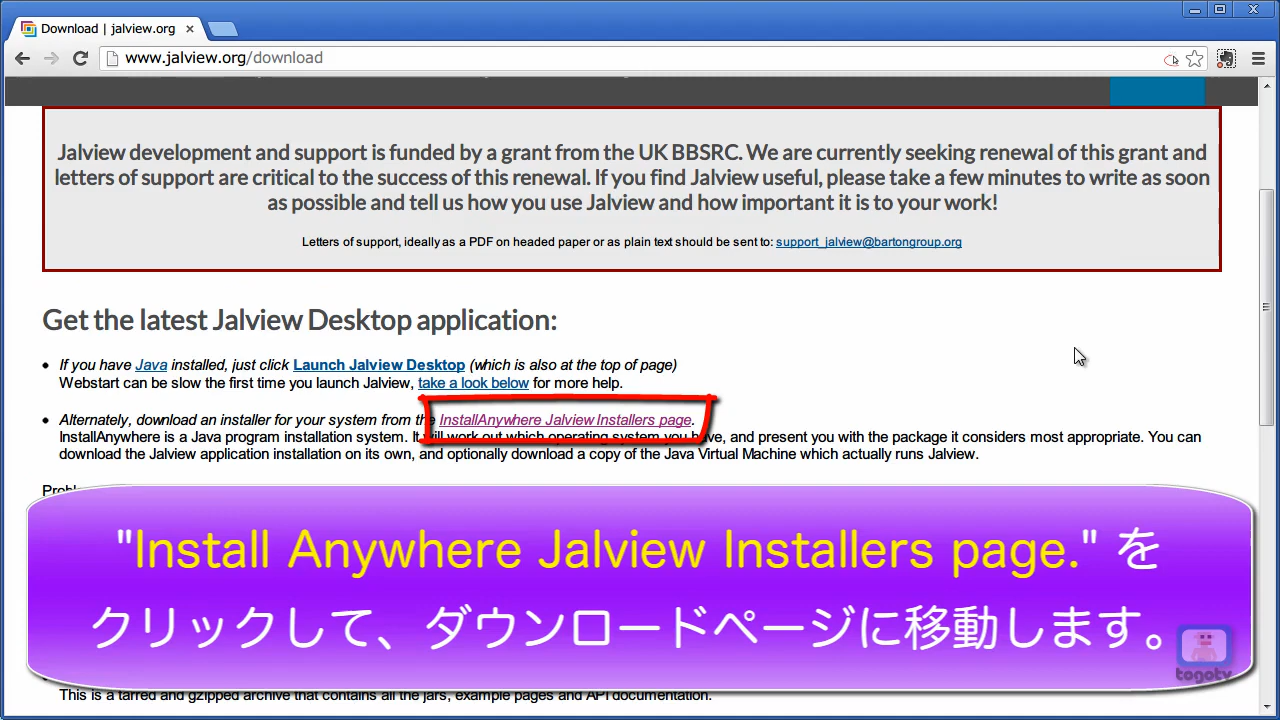 Download | jalview.org
www.jalview.org/download
Jalview development and support is funded by a grant from the UK BBSRC. We are currently seeking renewal of this grant and
letters of support are critical to the success of this renewal. If you find Jalview useful, please take a few minutes to write as soon
as possible and tell us how you use Jalview and how important it is to your work!
Letters of support, ideally as a PDF on headed paper or as plain text should be sent to: support_jalview@bartongroup.org
Get the latest Jalview Desktop application:
• If you have Java installed, just click Launch Jalview Desktop (which is also at the top of page)
Webstart can be slow the first time you launch Jalview, take a look below for more help.
• Alternately, download an installer for your system from the InstallAnywhere Jalview Installers page.
InstallAnywhere is a Java program installation system. It will work out which operating system you have, and present you with the package it considers most appropriate. You can
download the Jalview application installation on its own, and optionally download a copy of the Java Virtual Machine which actually runs Jalview.
"Install Anywhere Jalview Installers page." を
クリックして、ダウンロードページに移動します。
togotv
This is a tarred and gzipped archive that contains all the jars, example pages and API documentation.